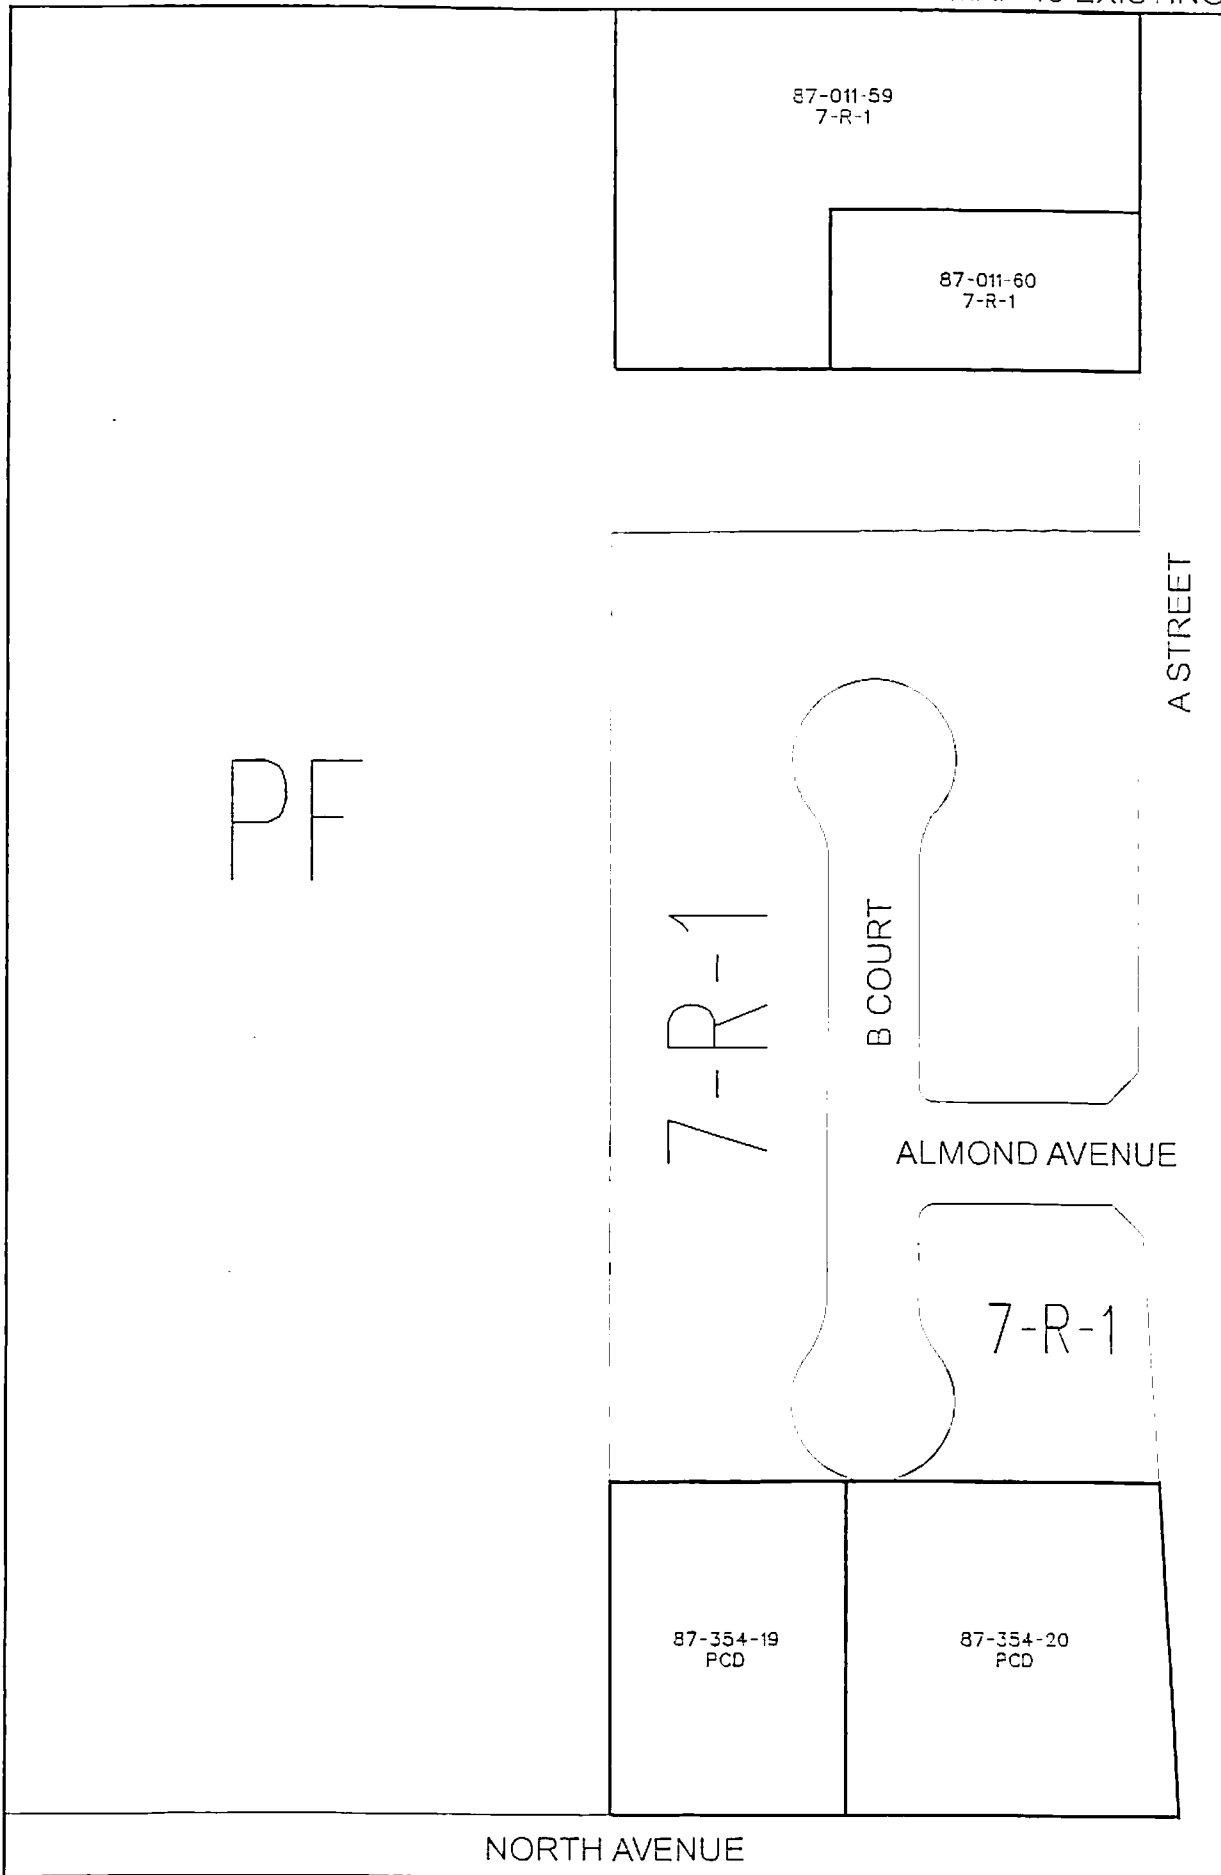 87-011-59
7-R-1
87-011-60
7-R-1
A STREET
PF
7-R-1
B COURT
ALMOND AVENUE
7-R-1
87-354-19
PCD
87-354-20
PCD
NORTH AVENUE